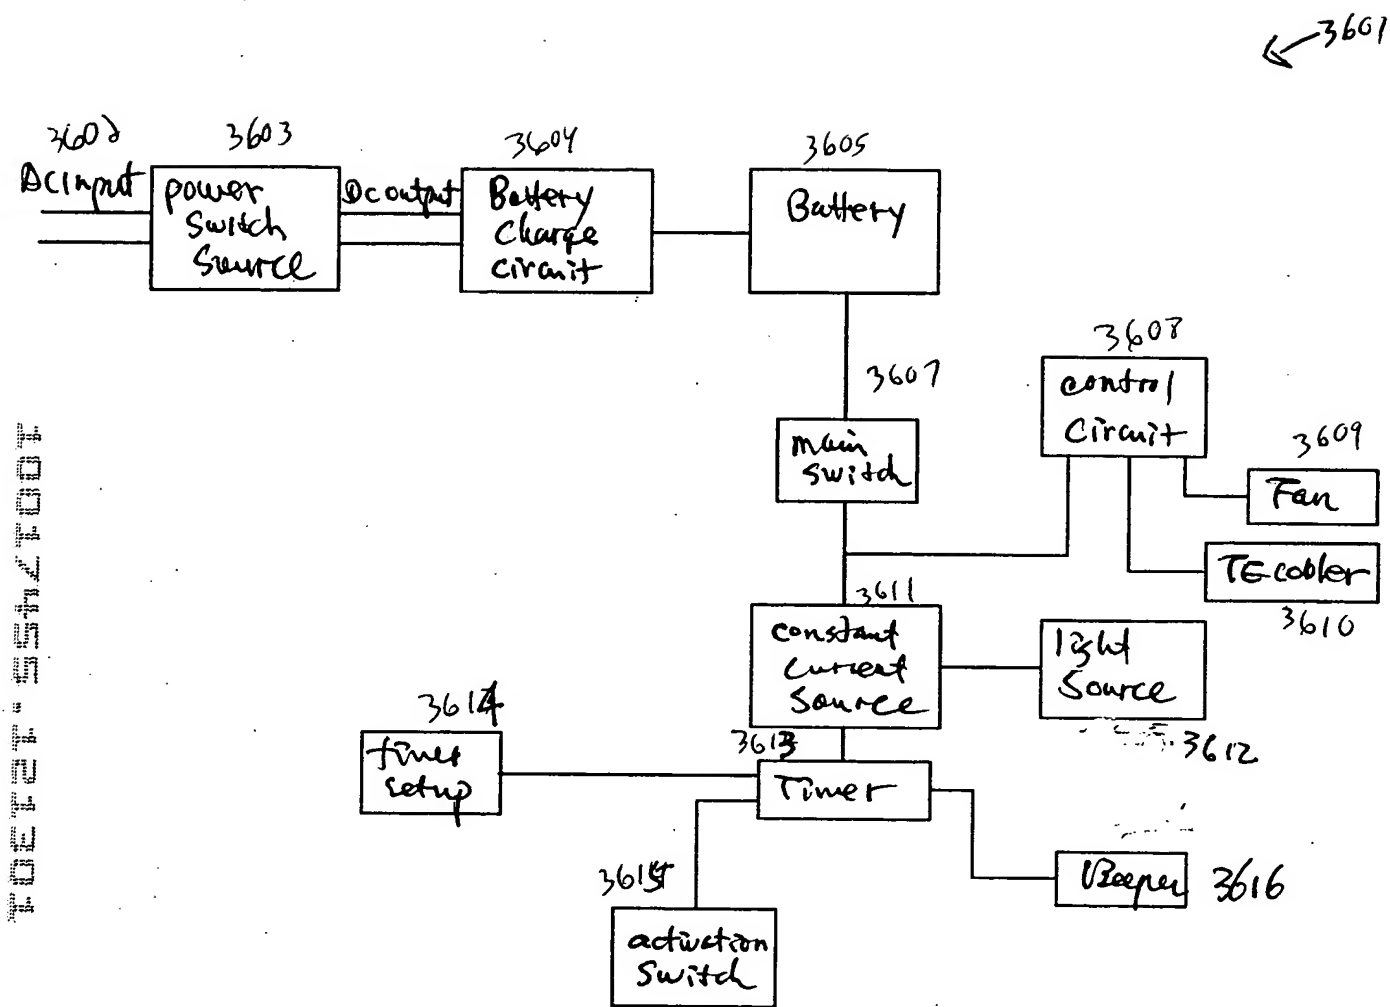 3601
3602
3603
3604
3605
AC input
power
switch
source
DC output
Battery
charge
circuit
Battery
3607
3608
control
circuit
3609
Fan
main
switch
TE cooler
3610
3611
constant
current
source
light
source
3612
3614
timer
setup
3613
Timer
3615
activation
switch
Beeper 3616
10017455.121301